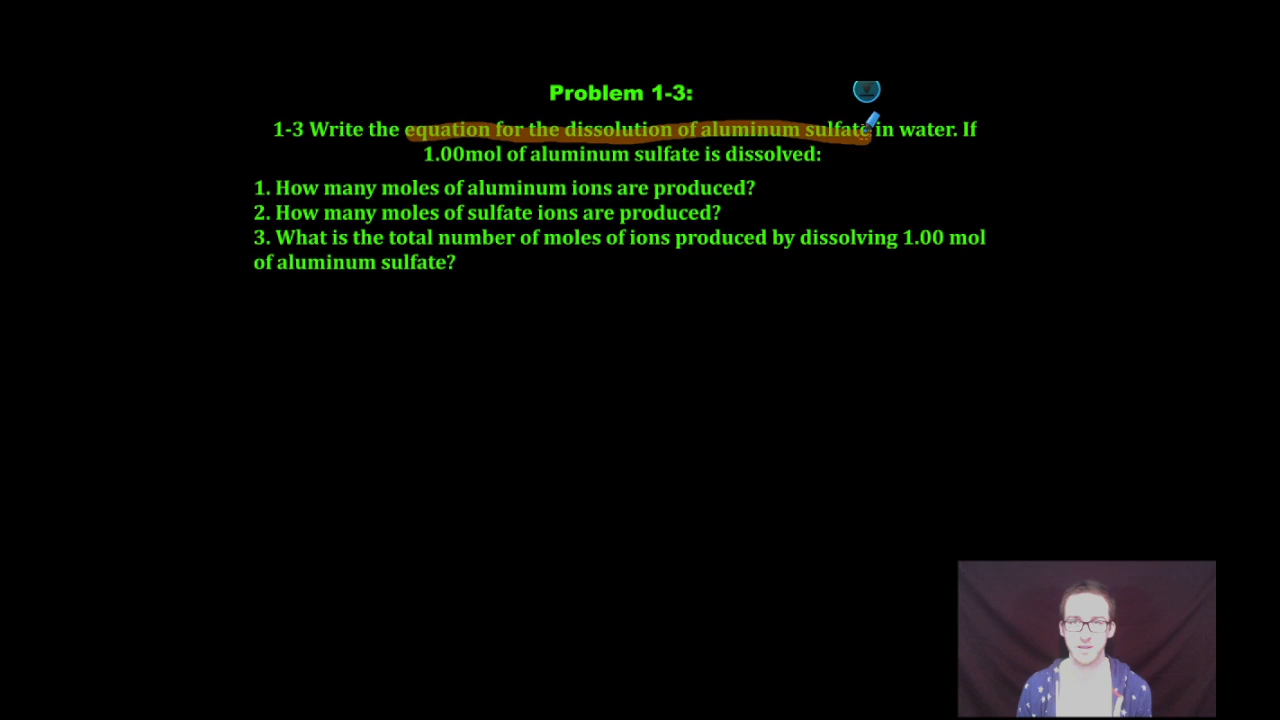 Problem 1-3:
1-3 Write the equation for the dissolution of aluminum sulfate in water. If
1.00mol of aluminum sulfate is dissolved:
1. How many moles of aluminum ions are produced?
2. How many moles of sulfate ions are produced?
3. What is the total number of moles of ions produced by dissolving 1.00 mol
of aluminum sulfate?